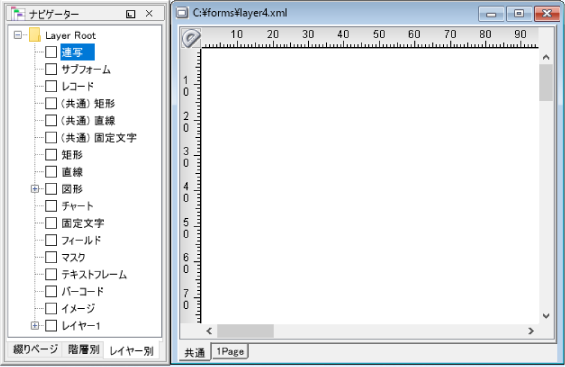 ナビゲーター
Layer Root
連写
サブフォーム
レコード
(共通) 矩形
(共通) 直線
(共通) 固定文字
矩形
直線
図形
チャート
固定文字
フィールド
マスク
テキストフレーム
バーコード
イメージ
レイヤー1
綴りページ 階層別 レイヤー別
C:¥forms¥layer4.xml
10 20 30 40 50 60 70 80 90
10
20
30
40
50
60
70
共通 1Page